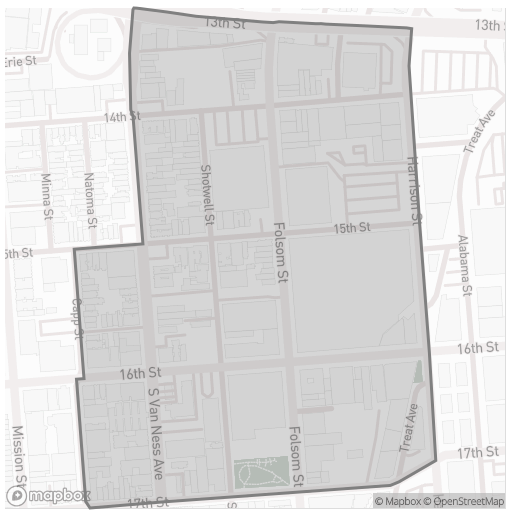 13th St
13th S
Erie St
14th St
Treat Ave
Minna St
Natoma St
Shotwell St
Harrison St
15th St
5th St
Folsom St
Alabama St
Capp St
16th St
16th St
S Van Ness Ave
Mission St
Folsom St
Treat Ave
17th St
17th St
S
mapbox
© Mapbox © OpenStreetMap